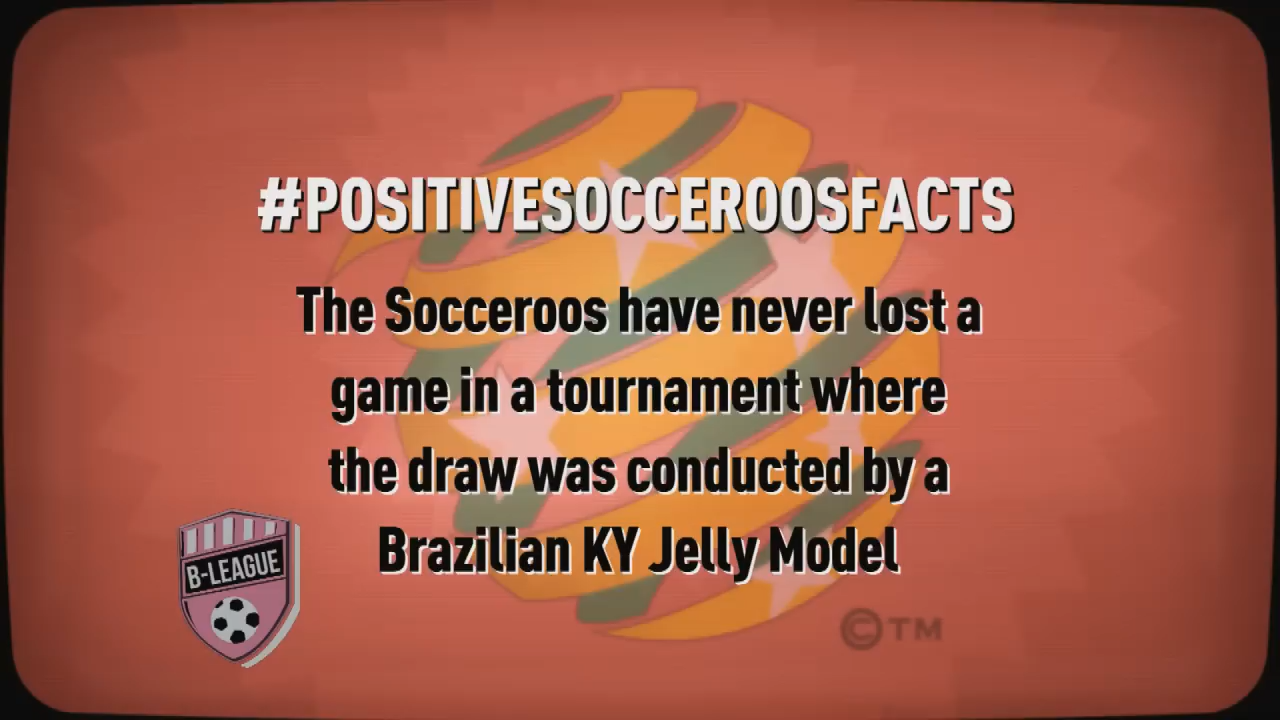 #POSITIVESOCCEROOSFACTS
The Socceroos have never lost a
game in a tournament where
the draw was conducted by a
Brazilian KY Jelly Model
B-LEAGUE
©TM